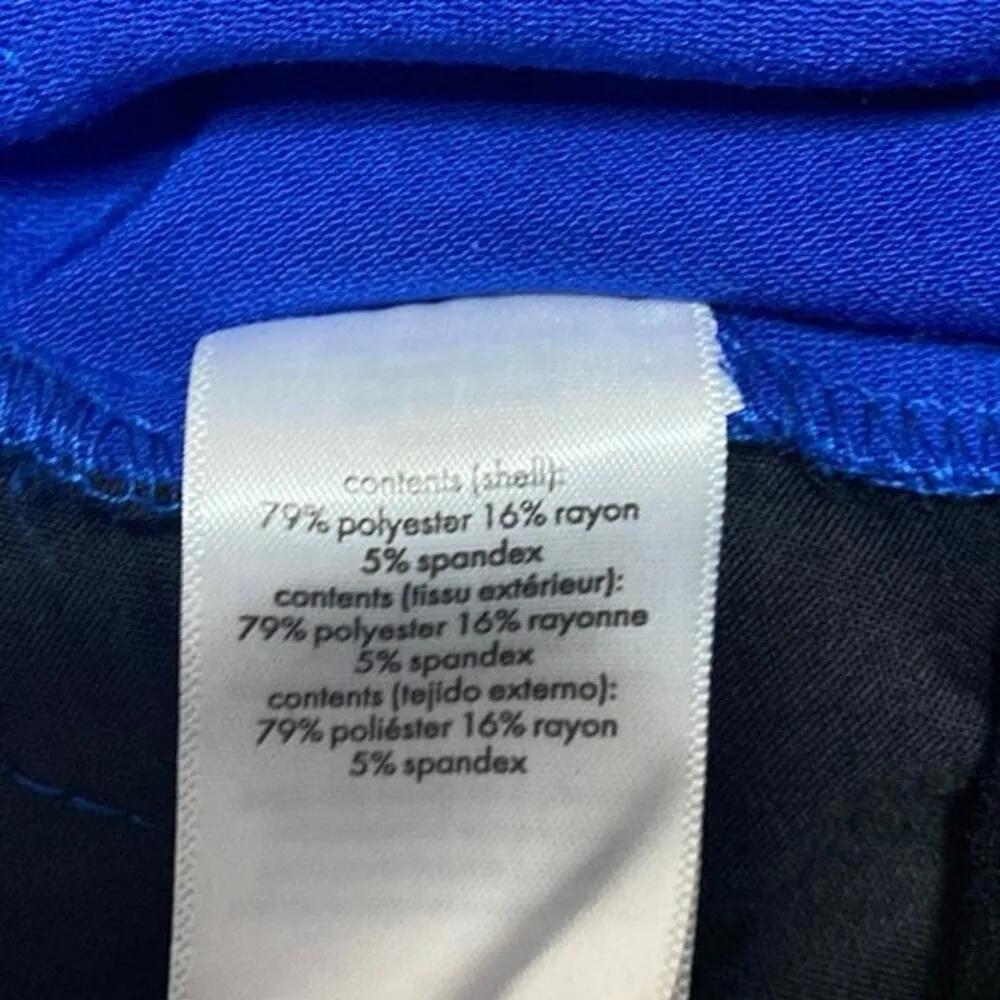 contents (shell):
79% polyester 16% rayon
5% spandex
contents (tissu extérieur):
79% polyester 16% rayonne
5% spandex
contents (tejido externo):
79% poliéster 16% rayon
5% spandex